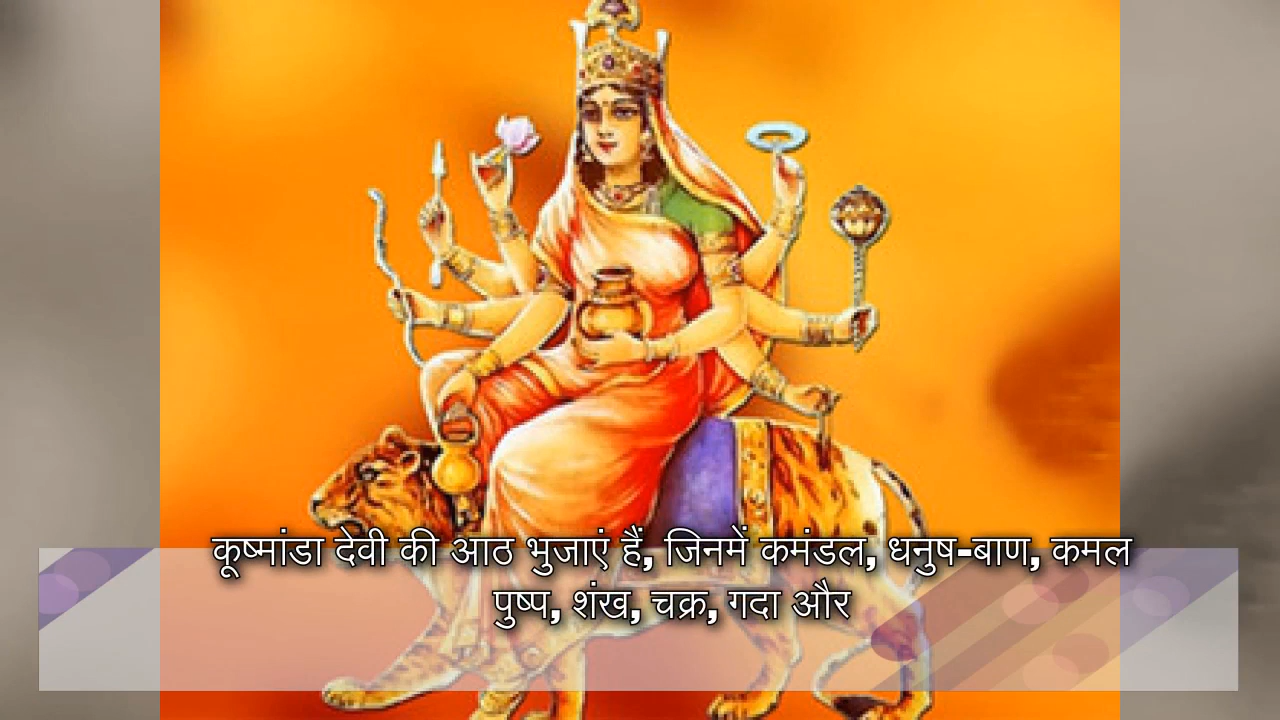 कूष्मांडा देवी की आठ भुजाएं हैं, जिनमें कमंडल, धनुष-बाण, कमल
पुष्प, शंख, चक्र, गदा और